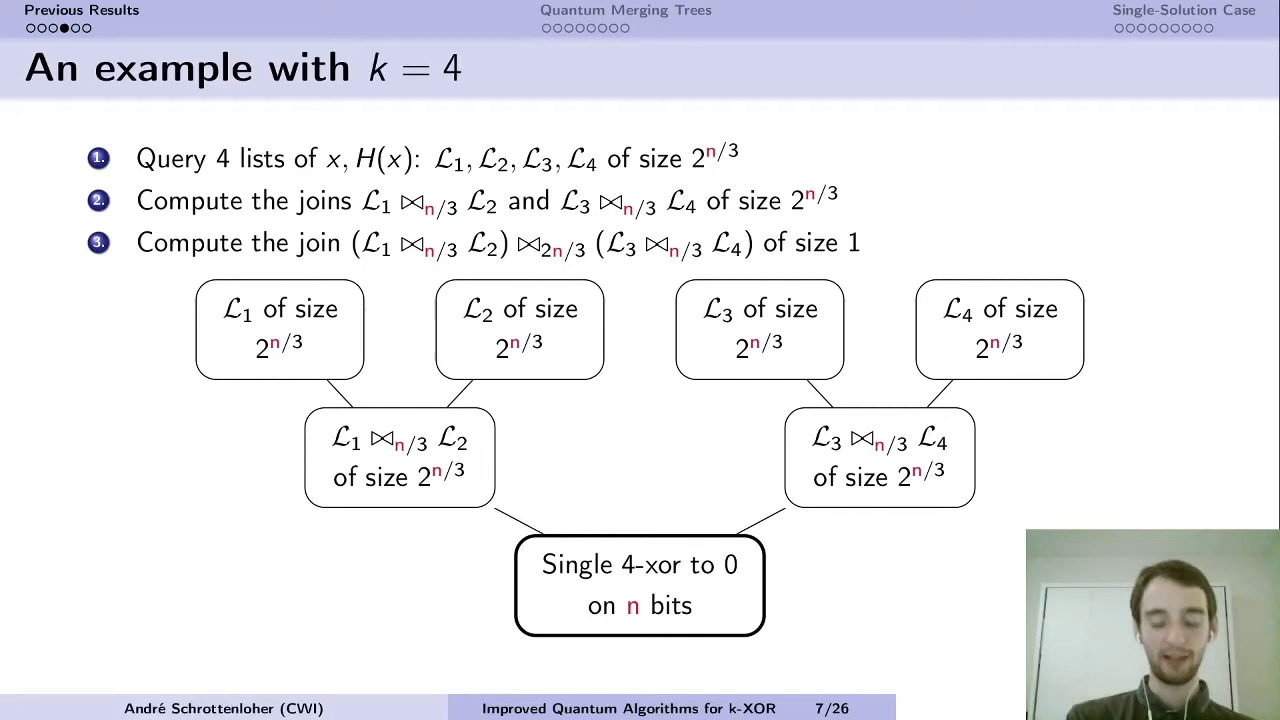 Previous Results Quantum Merging Trees Single-Solution Case
An example with k = 4
1. Query 4 lists of x, H(x): ℒ₁, ℒ₂, ℒ₃, ℒ₄ of size 2^{n/3}
2. Compute the joins ℒ₁ ⋈_{n/3} ℒ₂ and ℒ₃ ⋈_{n/3} ℒ₄ of size 2^{n/3}
3. Compute the join (ℒ₁ ⋈_{n/3} ℒ₂) ⋈_{2n/3} (ℒ₃ ⋈_{n/3} ℒ₄) of size 1
ℒ₁ of size
2^{n/3}
ℒ₂ of size
2^{n/3}
ℒ₃ of size
2^{n/3}
ℒ₄ of size
2^{n/3}
ℒ₁ ⋈_{n/3} ℒ₂
of size 2^{n/3}
ℒ₃ ⋈_{n/3} ℒ₄
of size 2^{n/3}
Single 4-xor to 0
on n bits
André Schrottenloher (CWI) Improved Quantum Algorithms for k-XOR 7/26